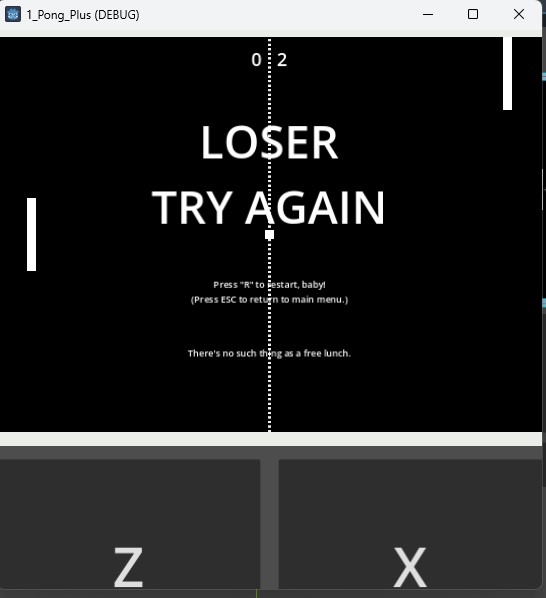 1_Pong_Plus (DEBUG)
0 2
LOSER
TRY AGAIN
Press "R" to restart, baby!
(Press ESC to return to main menu.)
There's no such thing as a free lunch.
Z X